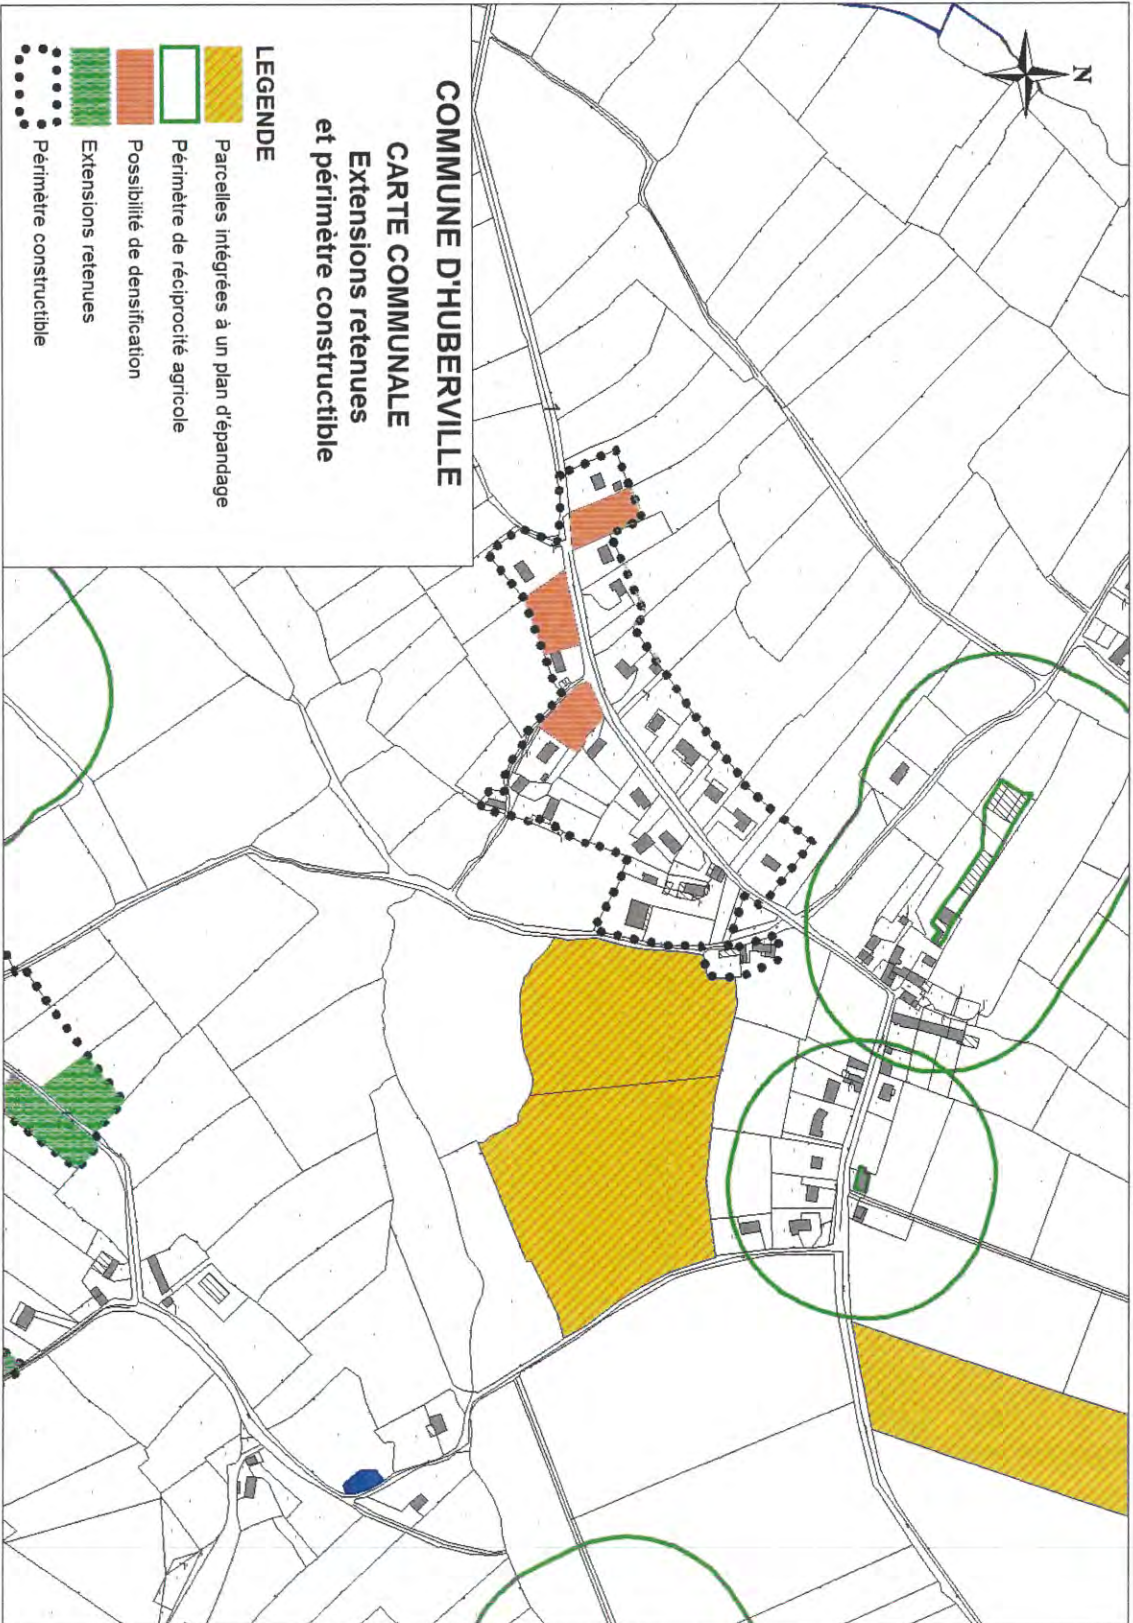 N
COMMUNE D'HUBERVILLE
CARTE COMMUNALE
Extensions retenues
et périmètre constructible
LEGENDE
Parcelles intégrées à un plan d'épandage
Périmètre de réciprocité agricole
Possibilité de densification
Extensions retenues
Périmètre constructible